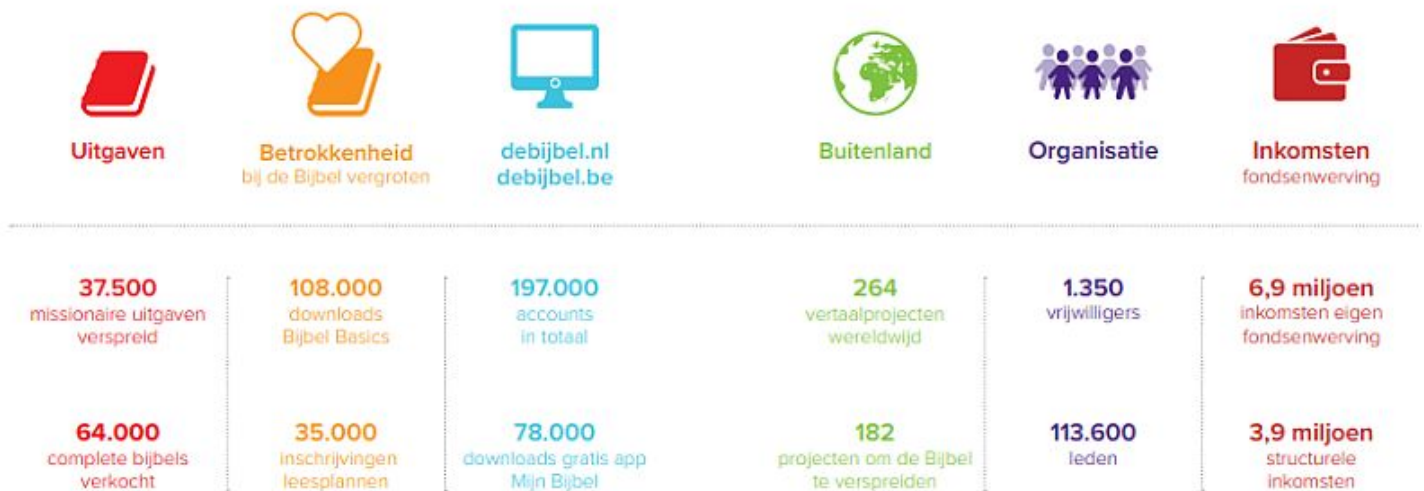 Uitgaven
Betrokkenheid
bij de Bijbel vergroten
debijbel.nl
debijbel.be
Buitenland
Organisatie
Inkomsten
fondsenwerving
37.500
missionaire uitgaven
verspreid
108.000
downloads
Bijbel Basics
197.000
accounts
in totaal
264
vertaalprojecten
wereldwijd
1.350
vrijwilligers
6,9 miljoen
inkomsten eigen
fondsenwerving
64.000
complete bijbels
verkocht
35.000
inschrijvingen
leesplannen
78.000
downloads gratis app
Mijn Bijbel
182
projecten om de Bijbel
te verspreiden
113.600
leden
3,9 miljoen
structurele
inkomsten